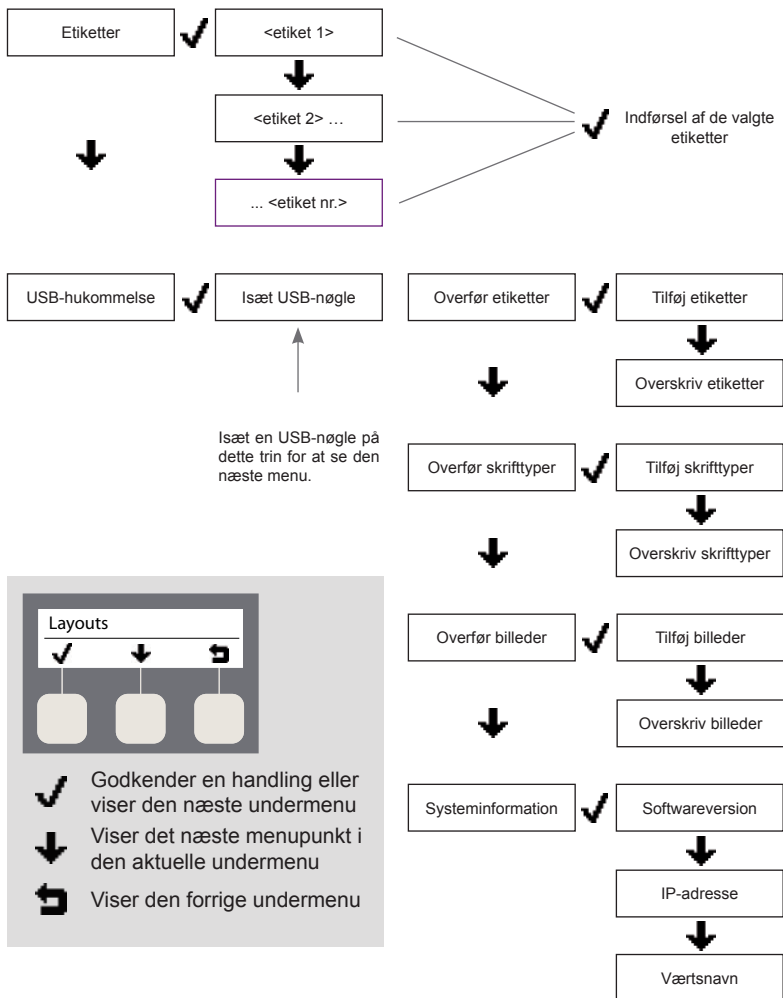 Etiketter
<etiket 1>
<etiket 2> ...
... <etiket nr.>
Indførsel af de valgte
etiketter
USB-hukommelse
Isæt USB-nøgle
Isæt en USB-nøgle på
dette trin for at se den
næste menu.
Overfør etiketter
Tilføj etiketter
Overskriv etiketter
Overfør skrifttyper
Tilføj skrifttyper
Overskriv skrifttyper
Overfør billeder
Tilføj billeder
Overskriv billeder
Systeminformation
Softwareversion
IP-adresse
Værtsnavn
Layouts
Godkender en handling eller
viser den næste undermenu
Viser det næste menupunkt i
den aktuelle undermenu
Viser den forrige undermenu